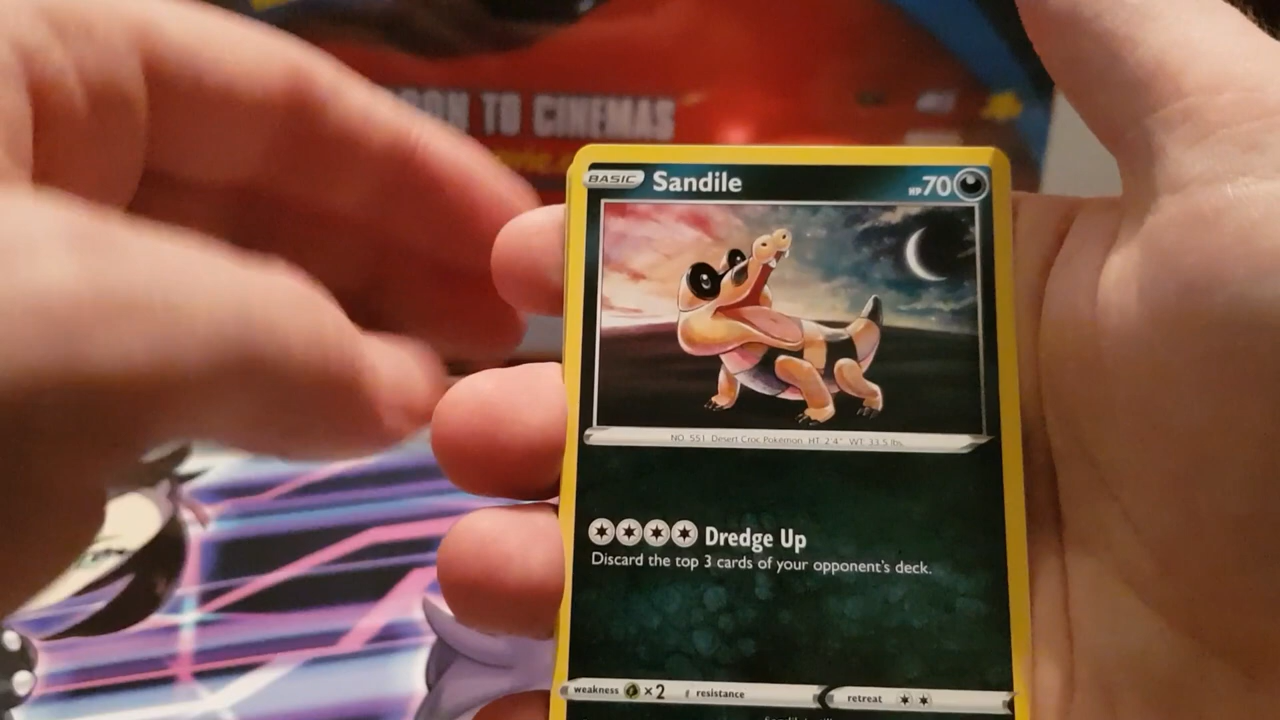 TO CINEMAS
BASIC Sandile HP 70
NO. 551 Desert Croc Pokémon HT: 2'4" WT: 33.5 lbs.
Dredge Up
Discard the top 3 cards of your opponent's deck.
weakness ×2 resistance retreat